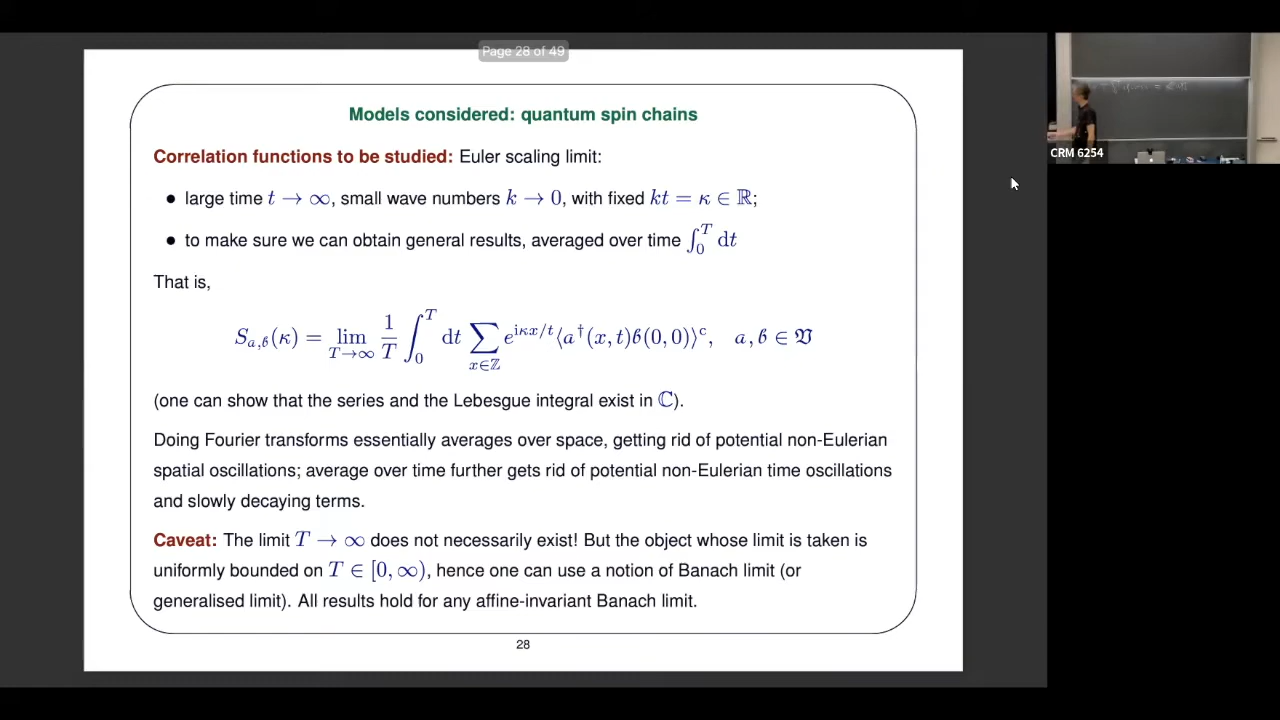 Page 28 of 49
Models considered: quantum spin chains
Correlation functions to be studied: Euler scaling limit:
● large time t → ∞, small wave numbers k → 0, with fixed kt = κ ∈ ℝ;
● to make sure we can obtain general results, averaged over time ∫₀ᵀ dt
That is,
S_{a,b}(κ) = lim_{T→∞} 1/T ∫₀ᵀ dt ∑_{x∈ℤ} e^{iκx/t}⟨a†(x,t)b(0,0)⟩ᶜ, a, b ∈ 𝔙
(one can show that the series and the Lebesgue integral exist in ℂ).
Doing Fourier transforms essentially averages over space, getting rid of potential non-Eulerian
spatial oscillations; average over time further gets rid of potential non-Eulerian time oscillations
and slowly decaying terms.
Caveat: The limit T → ∞ does not necessarily exist! But the object whose limit is taken is
uniformly bounded on T ∈ [0, ∞), hence one can use a notion of Banach limit (or
generalised limit). All results hold for any affine-invariant Banach limit.
28
CRM 6254